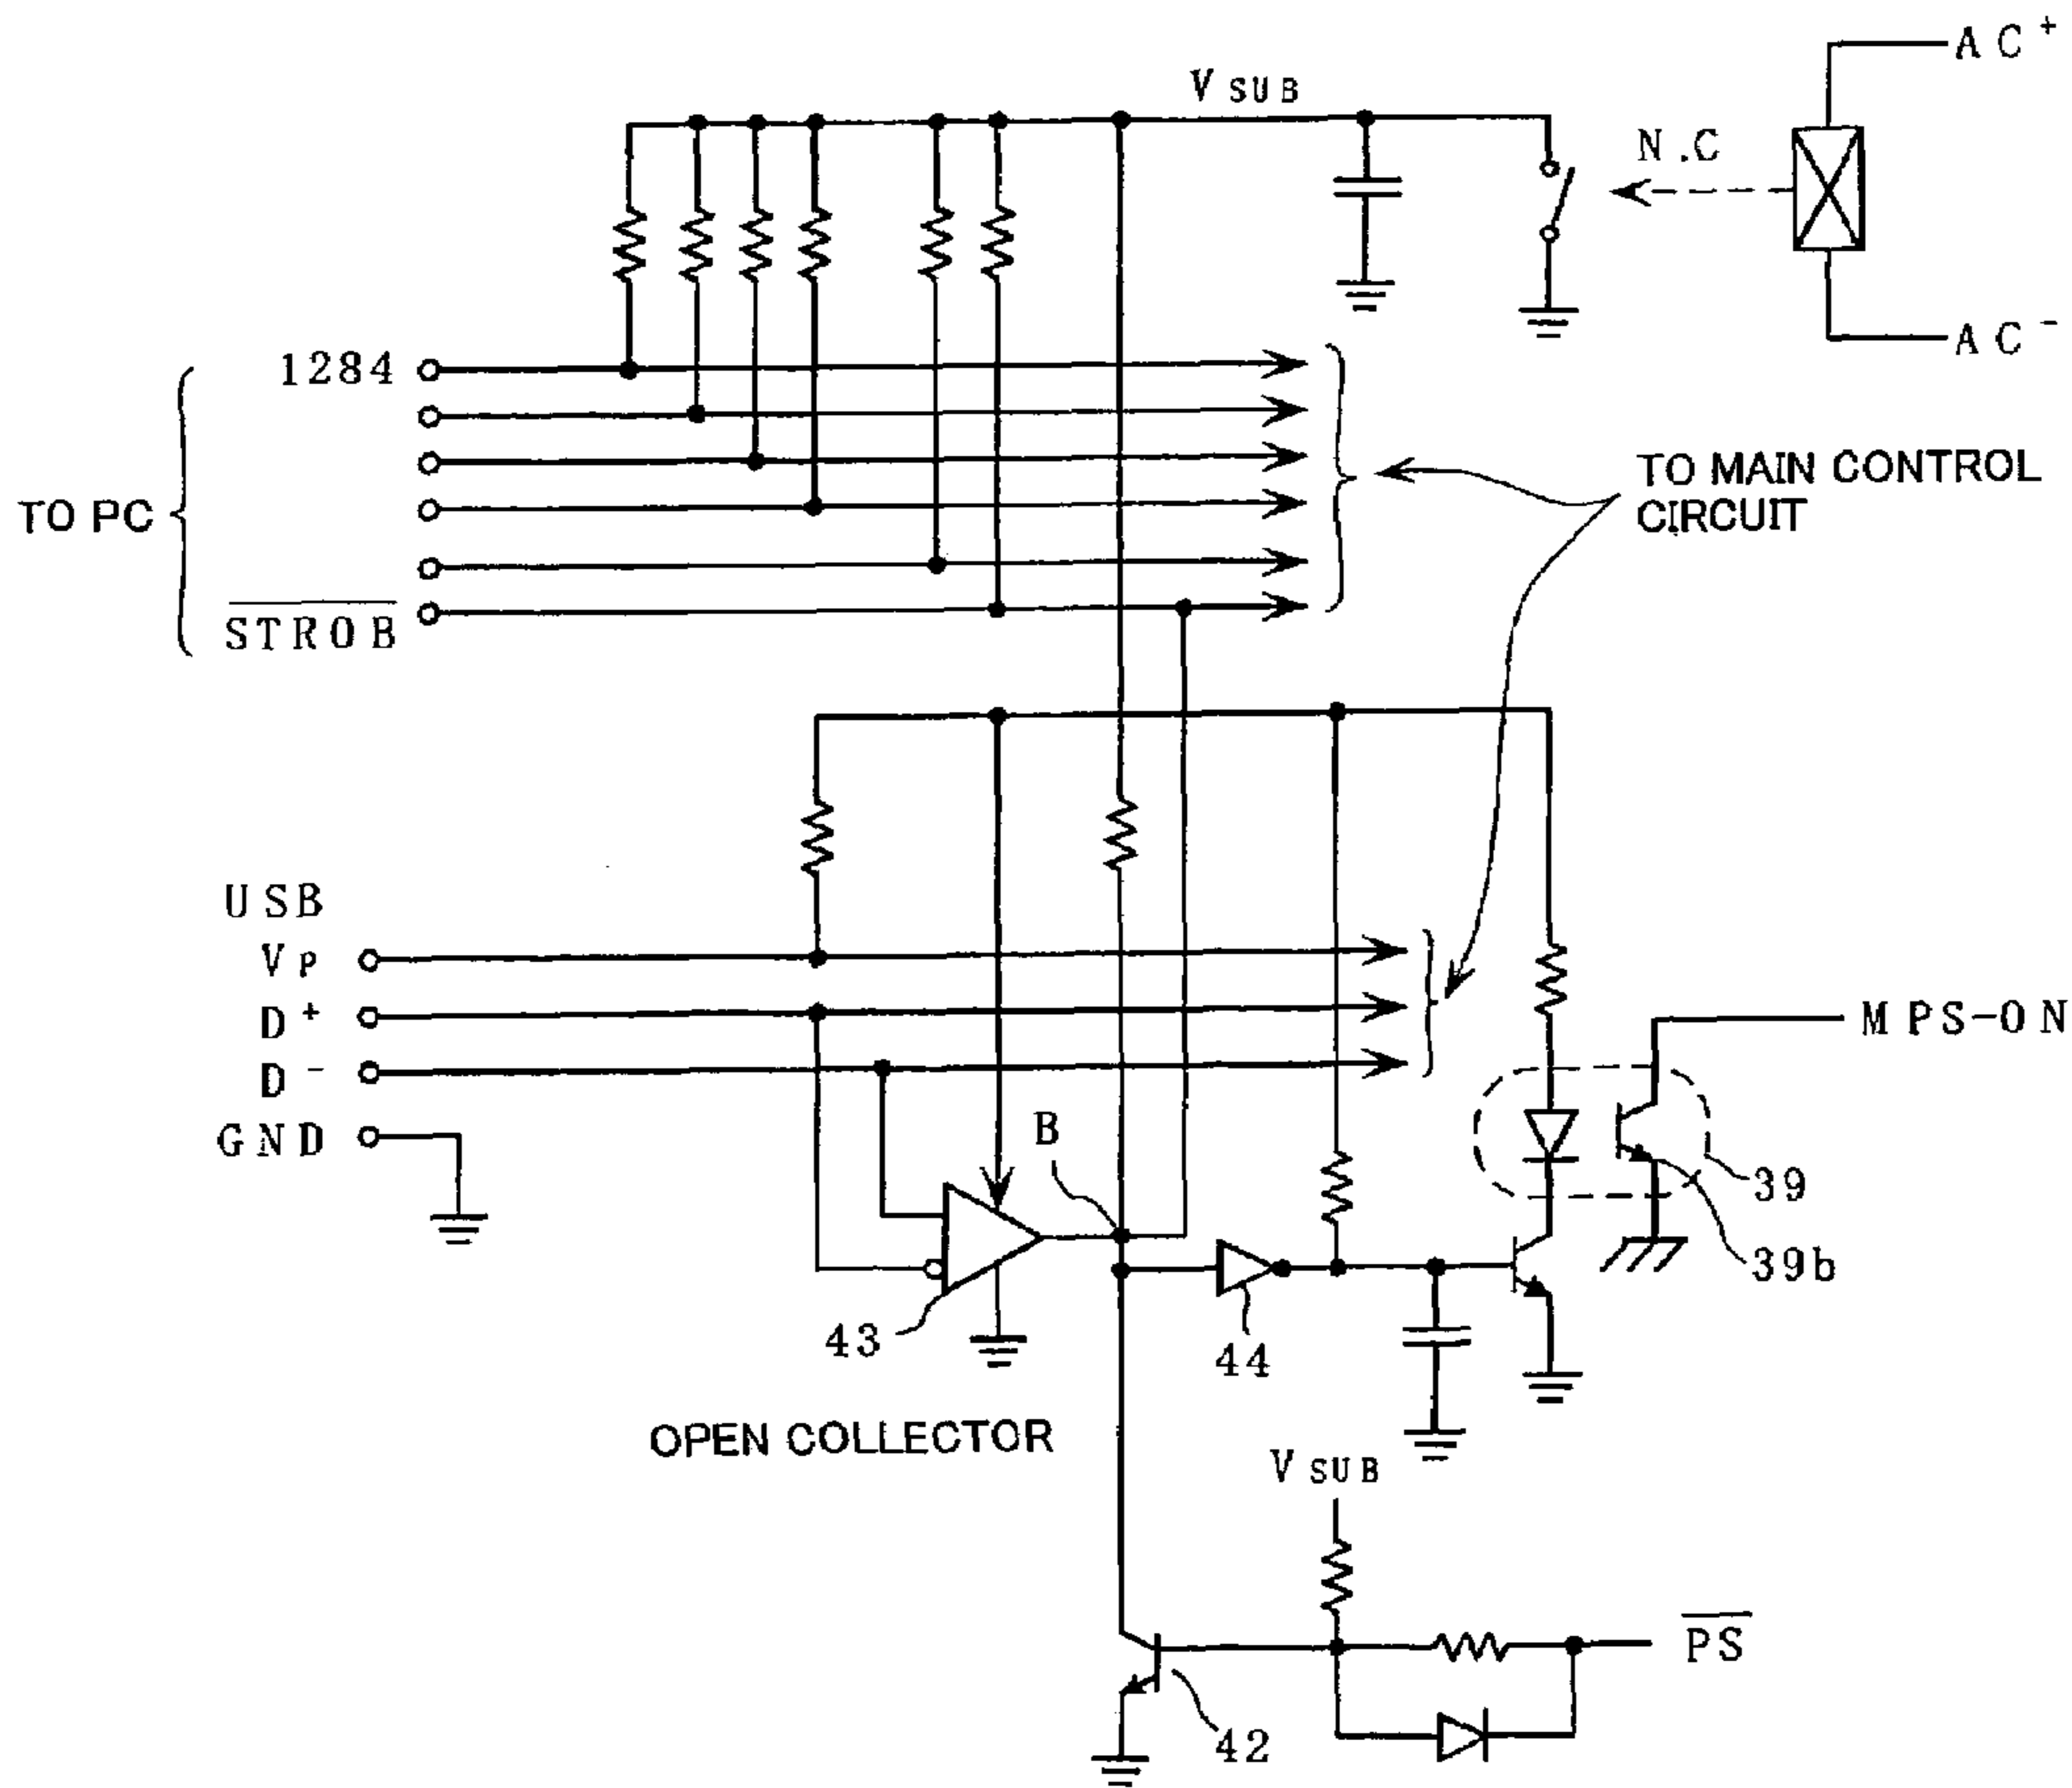 AC+
VSUB
N.C
AC-
1284
TO PC
STROB
TO MAIN CONTROL
CIRCUIT
USB
VP
D+
D-
GND
MPS-ON
B
39
39b
43
44
OPEN COLLECTOR
VSUB
PS
42